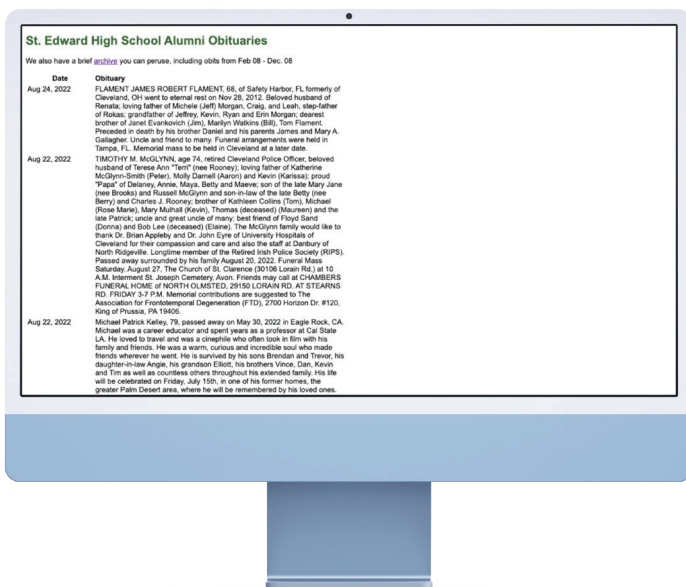 St. Edward High School Alumni Obituaries
We also have a brief archive you can peruse, including obits from Feb 08 - Dec. 08
Date Obituary
Aug 24, 2022 FLAMENT JAMES ROBERT FLAMENT, 68, of Safety Harbor, FL formerly of
Cleveland, OH went to eternal rest on Nov 28, 2012. Beloved husband of
Renata; loving father of Michele (Jeff) Morgan, Craig, and Leah, step-father
of Rokas; grandfather of Jeffrey, Kevin, Ryan and Erin Morgan; dearest
brother of Janet Evankovich (Jim), Marilyn Watkins (Bill), Tom Flament.
Preceded in death by his brother Daniel and his parents James and Mary A.
Gallagher. Uncle and friend to many. Funeral arrangements were held in
Tampa, FL. Memorial mass to be held in Cleveland at a later date.
Aug 22, 2022 TIMOTHY M. McGLYNN, age 74, retired Cleveland Police Officer, beloved
husband of Terese Ann "Terri" (nee Rooney); loving father of Katherine
McGlynn-Smith (Peter), Molly Darnell (Aaron) and Kevin (Karissa); proud
"Papa" of Delaney, Annie, Maya, Betty and Maeve; son of the late Mary Jane
(nee Brooks) and Russell McGlynn and son-in-law of the late Betty (nee
Berry) and Charles J. Rooney; brother of Kathleen Collins (Tom), Michael
(Rose Marie), Mary Mulhall (Kevin), Thomas (deceased) (Maureen) and the
late Patrick; uncle and great uncle of many; best friend of Floyd Sand
(Donna) and Bob Lee (deceased) (Elaine). The McGlynn family would like to
thank Dr. Brian Appleby and Dr. John Eyre of University Hospitals of
Cleveland for their compassion and care and also the staff at Danbury of
North Ridgeville. Longtime member of the Retired Irish Police Society (RIPS).
Passed away surrounded by his family August 20, 2022. Funeral Mass
Saturday, August 27, The Church of St. Clarence (30106 Lorain Rd.) at 10
A.M. Interment St. Joseph Cemetery, Avon. Friends may call at CHAMBERS
FUNERAL HOME of NORTH OLMSTED, 29150 LORAIN RD. AT STEARNS
RD. FRIDAY 3-7 P.M. Memorial contributions are suggested to The
Association for Frontotemporal Degeneration (FTD), 2700 Horizon Dr. #120,
King of Prussia, PA 19406.
Aug 22, 2022 Michael Patrick Kelley, 79, passed away on May 30, 2022 in Eagle Rock, CA.
Michael was a career educator and spent years as a professor at Cal State
LA. He loved to travel and was a cinephile who often took in film with his
family and friends. He was a warm, curious and incredible soul who made
friends wherever he went. He is survived by his sons Brendan and Trevor, his
daughter-in-law Angie, his grandson Elliott, his brothers Vince, Dan, Kevin
and Tim as well as countless others throughout his extended family. His life
will be celebrated on Friday, July 15th, in one of his former homes, the
greater Palm Desert area, where he will be remembered by his loved ones.